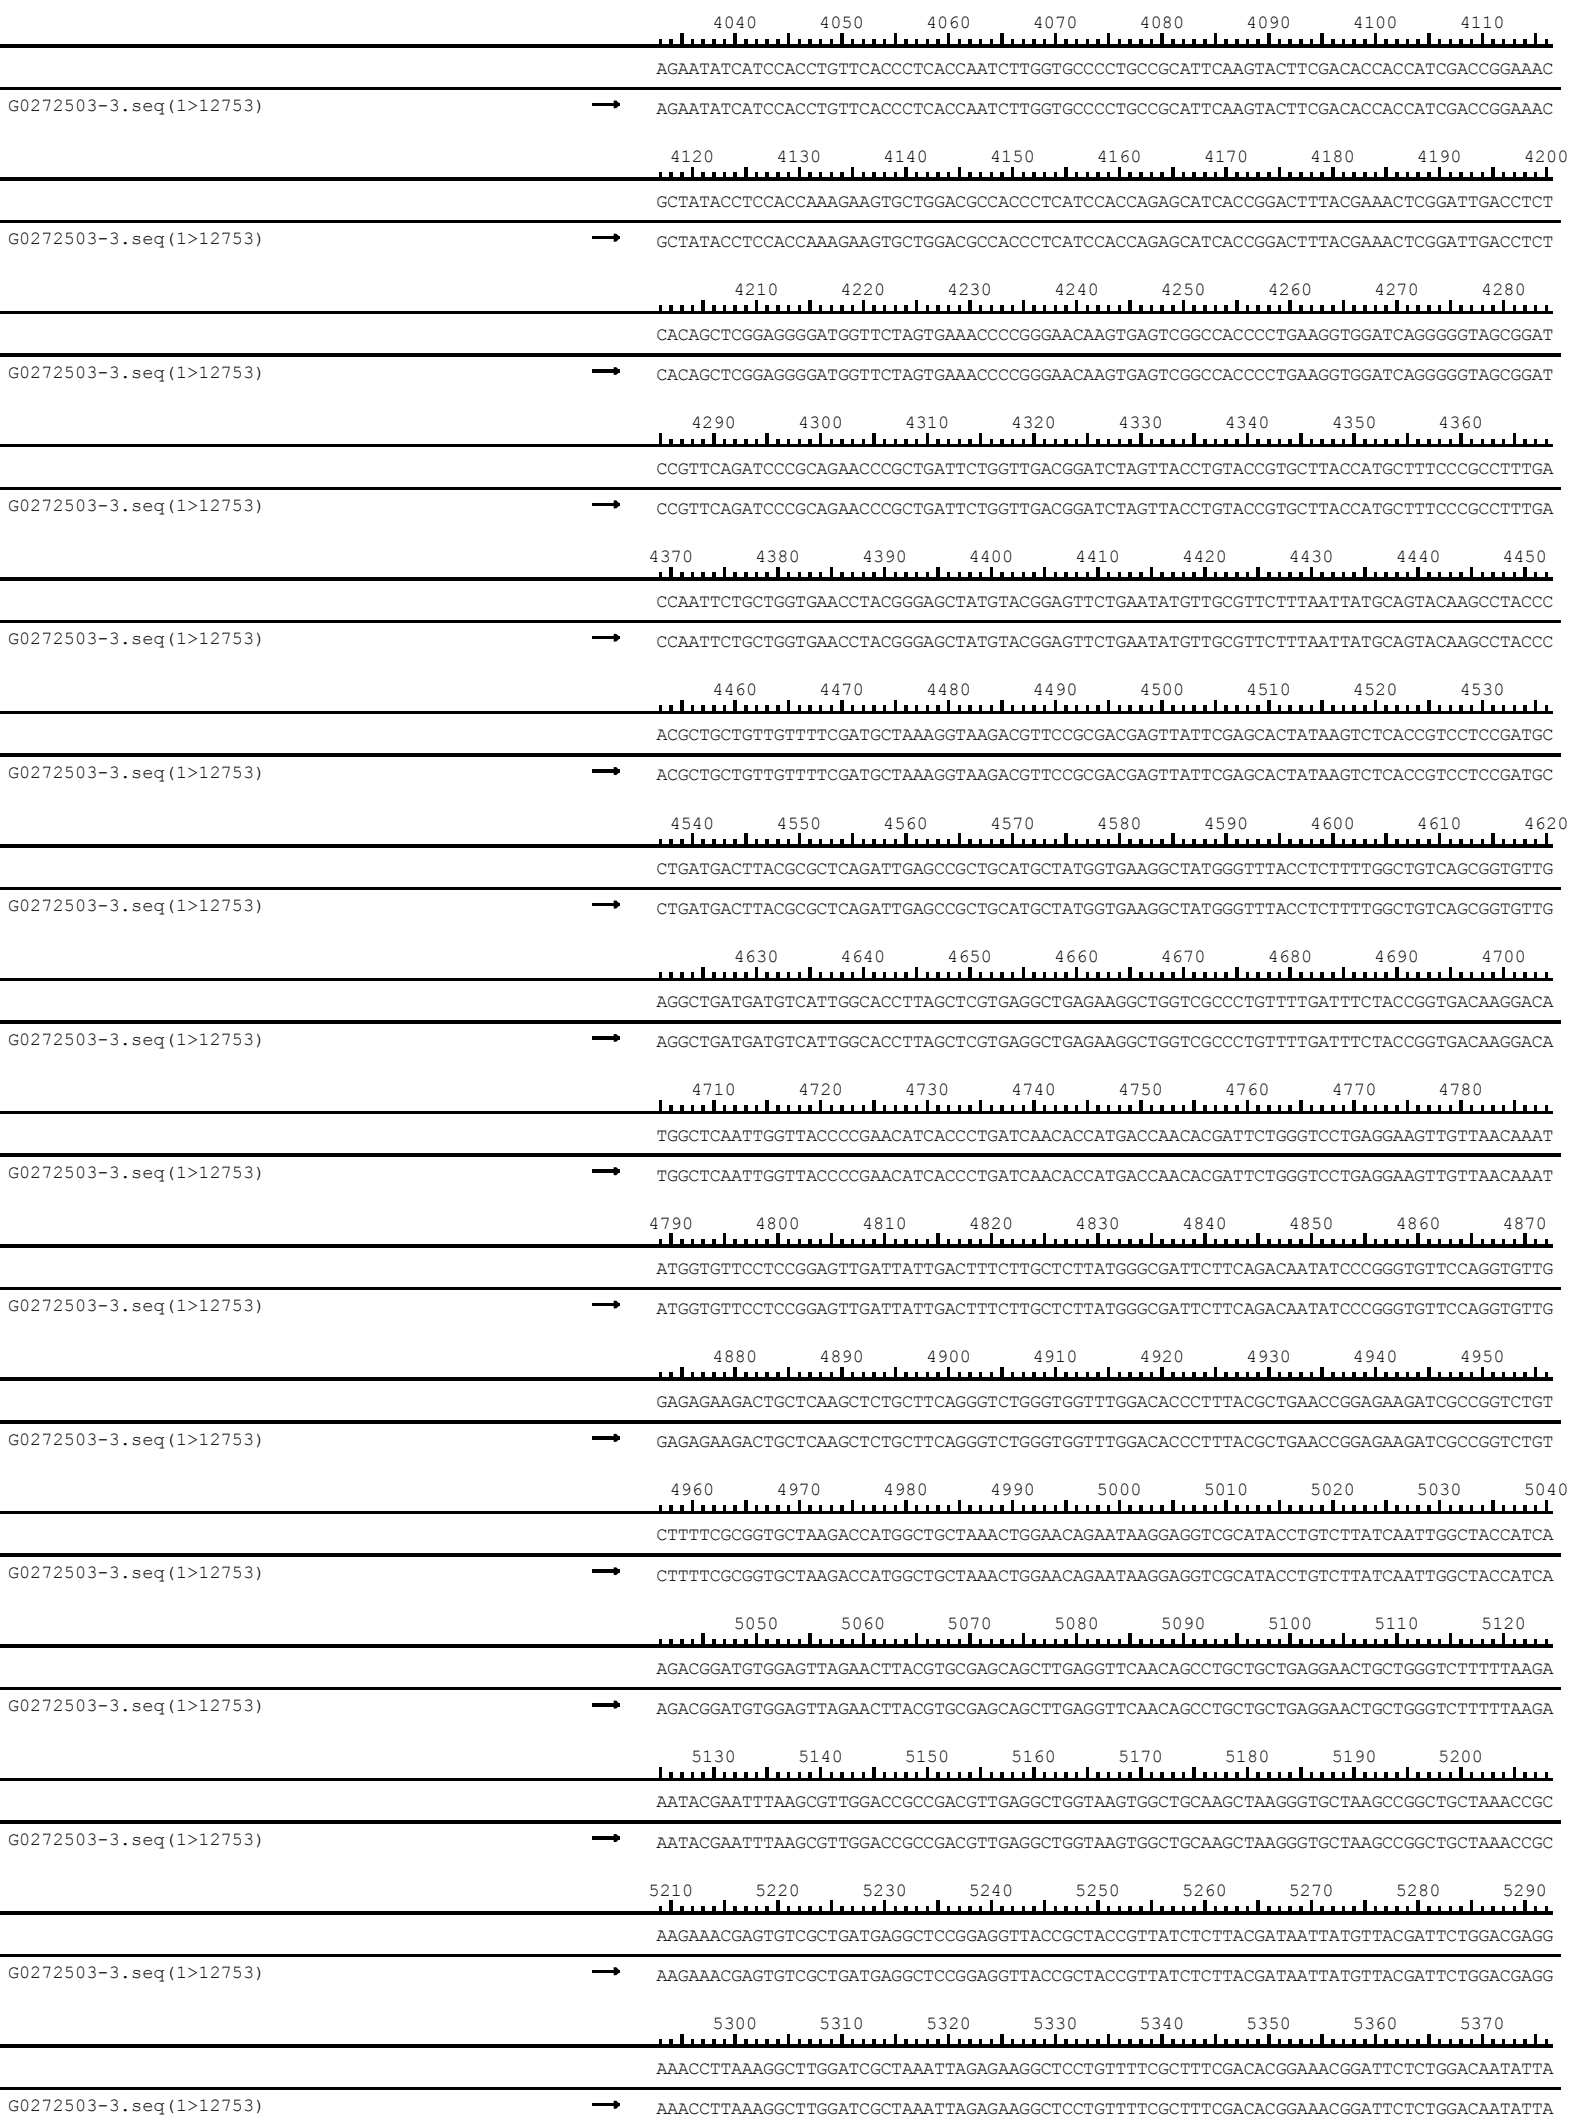 4040 4050 4060 4070 4080 4090 4100 4110
AGAATATCATCCACCTGTTCACCCTCACCAATCTTGGTGCCCCTGCCGCATTCAAGTACTTCGACACCACCATCGACCGGAAAC
G0272503-3.seq(1>12753) → AGAATATCATCCACCTGTTCACCCTCACCAATCTTGGTGCCCCTGCCGCATTCAAGTACTTCGACACCACCATCGACCGGAAAC
4120 4130 4140 4150 4160 4170 4180 4190 4200
GCTATACCTCCACCAAAGAAGTGCTGGACGCCACCCTCATCCACCAGAGCATCACCGGACTTTACGAAACTCGGATTGACCTCT
G0272503-3.seq(1>12753) → GCTATACCTCCACCAAAGAAGTGCTGGACGCCACCCTCATCCACCAGAGCATCACCGGACTTTACGAAACTCGGATTGACCTCT
4210 4220 4230 4240 4250 4260 4270 4280
CACAGCTCGGAGGGGATGGTTCTAGTGAAACCCCGGGAACAAGTGAGTCGGCCACCCCTGAAGGTGGATCAGGGGGTAGCGGAT
G0272503-3.seq(1>12753) → CACAGCTCGGAGGGGATGGTTCTAGTGAAACCCCGGGAACAAGTGAGTCGGCCACCCCTGAAGGTGGATCAGGGGGTAGCGGAT
4290 4300 4310 4320 4330 4340 4350 4360
CCGTTCAGATCCCGCAGAACCCGCTGATTCTGGTTGACGGATCTAGTTACCTGTACCGTGCTTACCATGCTTTCCCGCCTTTGA
G0272503-3.seq(1>12753) → CCGTTCAGATCCCGCAGAACCCGCTGATTCTGGTTGACGGATCTAGTTACCTGTACCGTGCTTACCATGCTTTCCCGCCTTTGA
4370 4380 4390 4400 4410 4420 4430 4440 4450
CCAATTCTGCTGGTGAACCTACGGGAGCTATGTACGGAGTTCTGAATATGTTGCGTTCTTTAATTATGCAGTACAAGCCTACCC
G0272503-3.seq(1>12753) → CCAATTCTGCTGGTGAACCTACGGGAGCTATGTACGGAGTTCTGAATATGTTGCGTTCTTTAATTATGCAGTACAAGCCTACCC
4460 4470 4480 4490 4500 4510 4520 4530
ACGCTGCTGTTGTTTTCGATGCTAAAGGTAAGACGTTCCGCGACGAGTTATTCGAGCACTATAAGTCTCACCGTCCTCCGATGC
G0272503-3.seq(1>12753) → ACGCTGCTGTTGTTTTCGATGCTAAAGGTAAGACGTTCCGCGACGAGTTATTCGAGCACTATAAGTCTCACCGTCCTCCGATGC
4540 4550 4560 4570 4580 4590 4600 4610 4620
CTGATGACTTACGCGCTCAGATTGAGCCGCTGCATGCTATGGTGAAGGCTATGGGTTTACCTCTTTTGGCTGTCAGCGGTGTTG
G0272503-3.seq(1>12753) → CTGATGACTTACGCGCTCAGATTGAGCCGCTGCATGCTATGGTGAAGGCTATGGGTTTACCTCTTTTGGCTGTCAGCGGTGTTG
4630 4640 4650 4660 4670 4680 4690 4700
AGGCTGATGATGTCATTGGCACCTTAGCTCGTGAGGCTGAGAAGGCTGGTCGCCCTGTTTTGATTTCTACCGGTGACAAGGACA
G0272503-3.seq(1>12753) → AGGCTGATGATGTCATTGGCACCTTAGCTCGTGAGGCTGAGAAGGCTGGTCGCCCTGTTTTGATTTCTACCGGTGACAAGGACA
4710 4720 4730 4740 4750 4760 4770 4780
TGGCTCAATTGGTTACCCCGAACATCACCCTGATCAACACCATGACCAACACGATTCTGGGTCCTGAGGAAGTTGTTAACAAAT
G0272503-3.seq(1>12753) → TGGCTCAATTGGTTACCCCGAACATCACCCTGATCAACACCATGACCAACACGATTCTGGGTCCTGAGGAAGTTGTTAACAAAT
4790 4800 4810 4820 4830 4840 4850 4860 4870
ATGGTGTTCCTCCGGAGTTGATTATTGACTTTCTTGCTCTTATGGGCGATTCTTCAGACAATATCCCGGGTGTTCCAGGTGTTG
G0272503-3.seq(1>12753) → ATGGTGTTCCTCCGGAGTTGATTATTGACTTTCTTGCTCTTATGGGCGATTCTTCAGACAATATCCCGGGTGTTCCAGGTGTTG
4880 4890 4900 4910 4920 4930 4940 4950
GAGAGAAGACTGCTCAAGCTCTGCTTCAGGGTCTGGGTGGTTTGGACACCCTTTACGCTGAACCGGAGAAGATCGCCGGTCTGT
G0272503-3.seq(1>12753) → GAGAGAAGACTGCTCAAGCTCTGCTTCAGGGTCTGGGTGGTTTGGACACCCTTTACGCTGAACCGGAGAAGATCGCCGGTCTGT
4960 4970 4980 4990 5000 5010 5020 5030 5040
CTTTTCGCGGTGCTAAGACCATGGCTGCTAAACTGGAACAGAATAAGGAGGTCGCATACCTGTCTTATCAATTGGCTACCATCA
G0272503-3.seq(1>12753) → CTTTTCGCGGTGCTAAGACCATGGCTGCTAAACTGGAACAGAATAAGGAGGTCGCATACCTGTCTTATCAATTGGCTACCATCA
5050 5060 5070 5080 5090 5100 5110 5120
AGACGGATGTGGAGTTAGAACTTACGTGCGAGCAGCTTGAGGTTCAACAGCCTGCTGCTGAGGAACTGCTGGGTCTTTTTAAGA
G0272503-3.seq(1>12753) → AGACGGATGTGGAGTTAGAACTTACGTGCGAGCAGCTTGAGGTTCAACAGCCTGCTGCTGAGGAACTGCTGGGTCTTTTTAAGA
5130 5140 5150 5160 5170 5180 5190 5200
AATACGAATTTAAGCGTTGGACCGCCGACGTTGAGGCTGGTAAGTGGCTGCAAGCTAAGGGTGCTAAGCCGGCTGCTAAACCGC
G0272503-3.seq(1>12753) → AATACGAATTTAAGCGTTGGACCGCCGACGTTGAGGCTGGTAAGTGGCTGCAAGCTAAGGGTGCTAAGCCGGCTGCTAAACCGC
5210 5220 5230 5240 5250 5260 5270 5280 5290
AAGAAACGAGTGTCGCTGATGAGGCTCCGGAGGTTACCGCTACCGTTATCTCTTACGATAATTATGTTACGATTCTGGACGAGG
G0272503-3.seq(1>12753) → AAGAAACGAGTGTCGCTGATGAGGCTCCGGAGGTTACCGCTACCGTTATCTCTTACGATAATTATGTTACGATTCTGGACGAGG
5300 5310 5320 5330 5340 5350 5360 5370
AAACCTTAAAGGCTTGGATCGCTAAATTAGAGAAGGCTCCTGTTTTCGCTTTCGACACGGAAACGGATTCTCTGGACAATATTA
G0272503-3.seq(1>12753) → AAACCTTAAAGGCTTGGATCGCTAAATTAGAGAAGGCTCCTGTTTTCGCTTTCGACACGGAAACGGATTCTCTGGACAATATTA